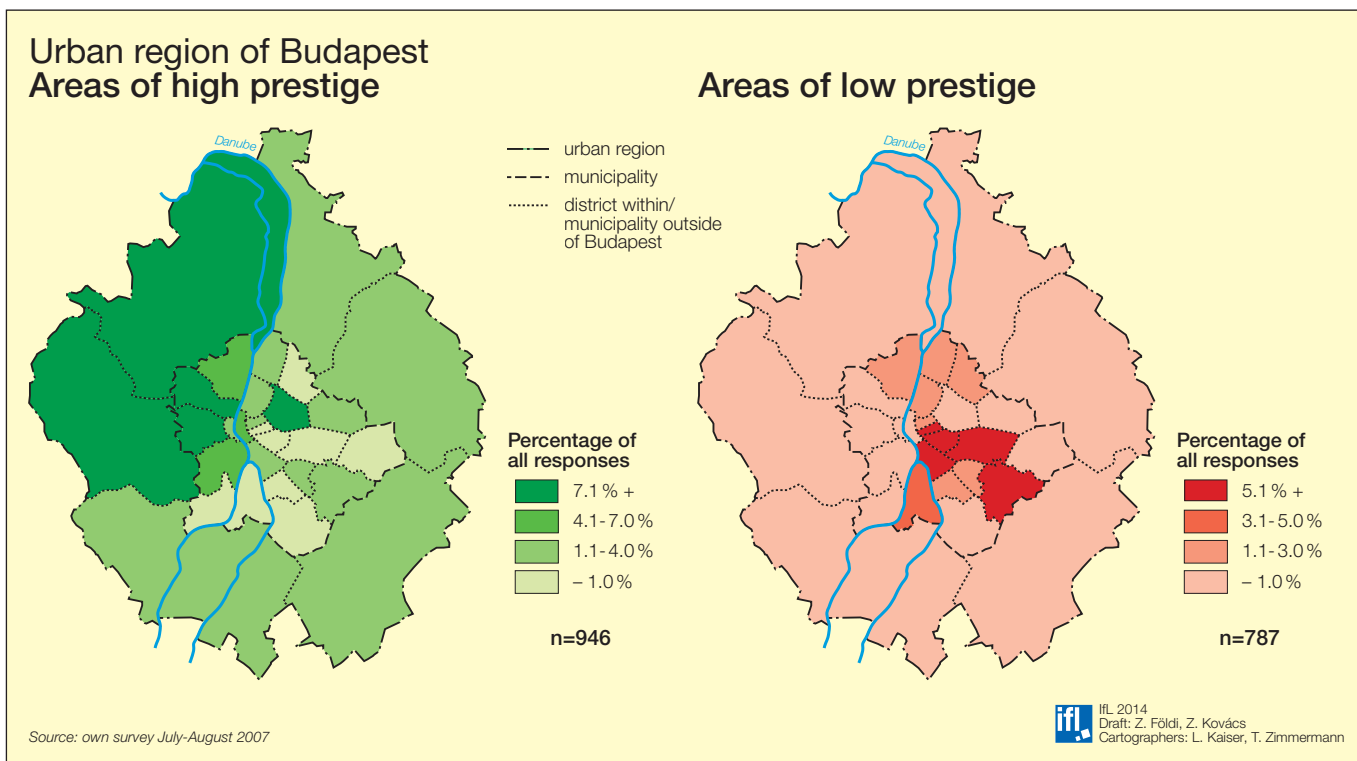 Urban region of Budapest
Areas of high prestige
Areas of low prestige
Danube
urban region
municipality
district within/
municipality outside
of Budapest
Danube
Percentage of
all responses
7.1 % +
4.1-7.0 %
1.1-4.0 %
– 1.0 %
n=946
Percentage of
all responses
5.1 % +
3.1-5.0 %
1.1-3.0 %
– 1.0 %
n=787
Source: own survey July-August 2007
ifl
IfL 2014
Draft: Z. Földi, Z. Kovács
Cartographers: L. Kaiser, T. Zimmermann